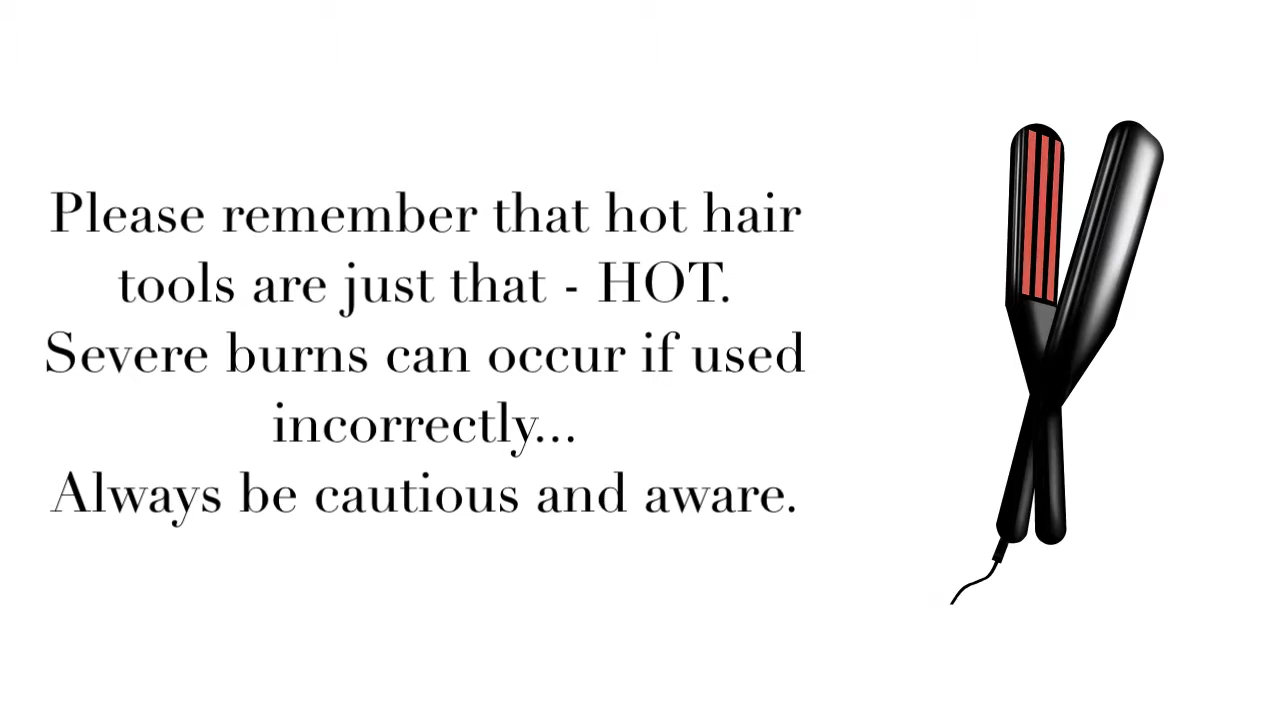 Please remember that hot hair
tools are just that - HOT.
Severe burns can occur if used
incorrectly...
Always be cautious and aware.